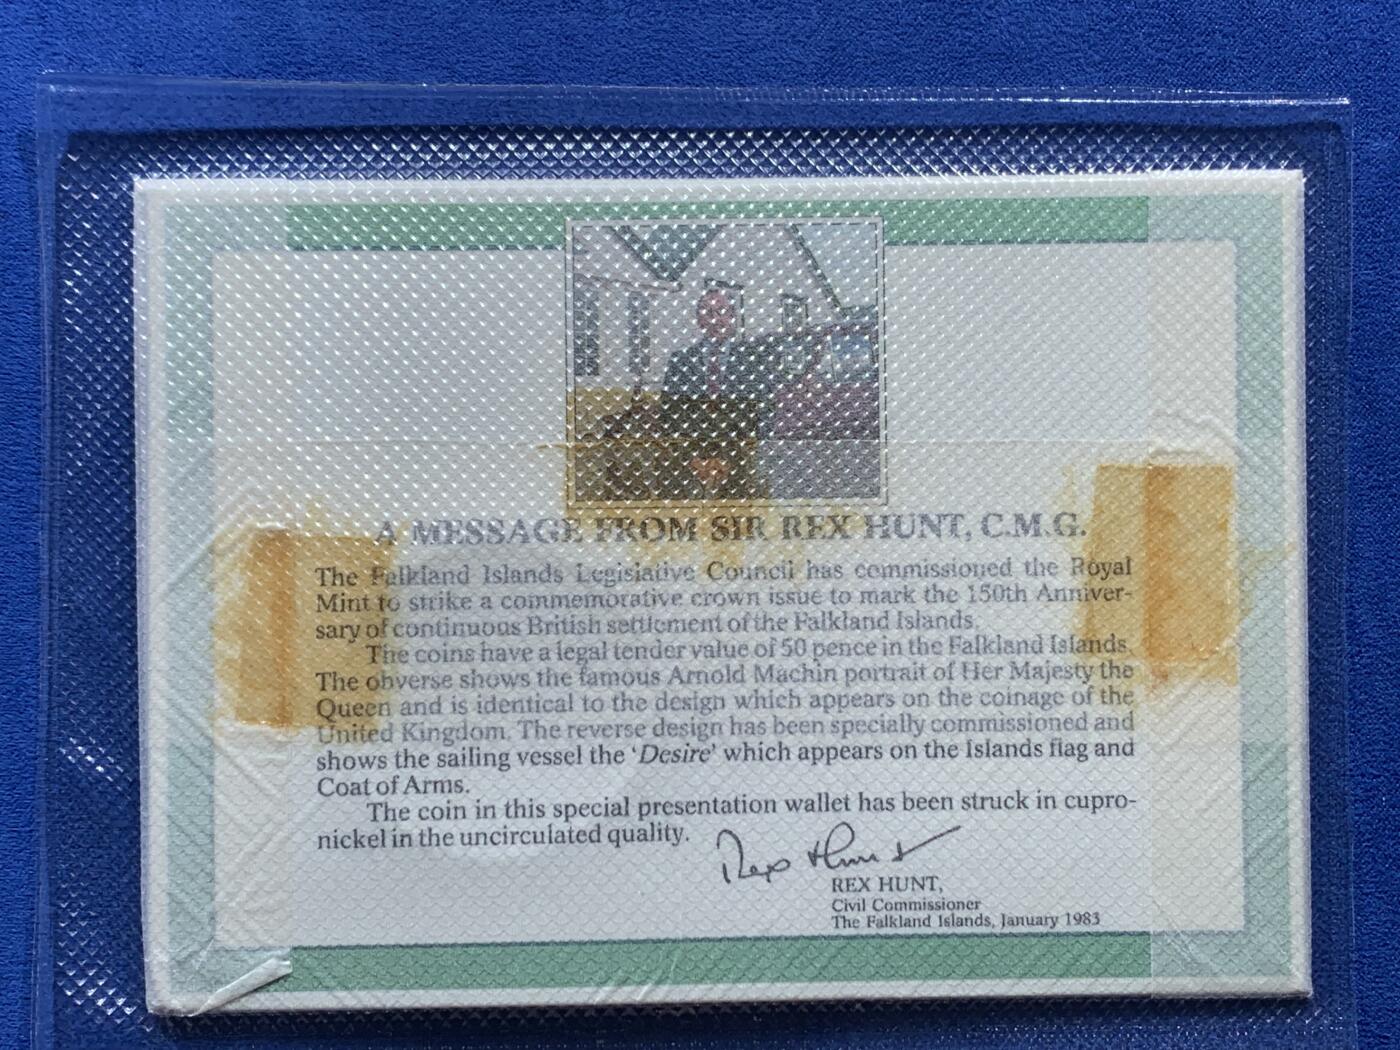 A MESSAGE FROM SIR REX HUNT, C.M.G.
The Falkland Islands Legislative Council has commissioned the Royal
Mint to strike a commemorative crown issue to mark the 150th Anniver-
sary of continuous British settlement of the Falkland Islands.
The coins have a legal tender value of 50 pence in the Falkland Islands.
The obverse shows the famous Arnold Machin portrait of Her Majesty the
Queen and is identical to the design which appears on the coinage of the
United Kingdom. The reverse design has been specially commissioned and
shows the sailing vessel the ‘Desire’ which appears on the Islands flag and
Coat of Arms.
The coin in this special presentation wallet has been struck in cupro-
nickel in the uncirculated quality.
Rex Hunt
REX HUNT,
Civil Commissioner
The Falkland Islands, January 1983